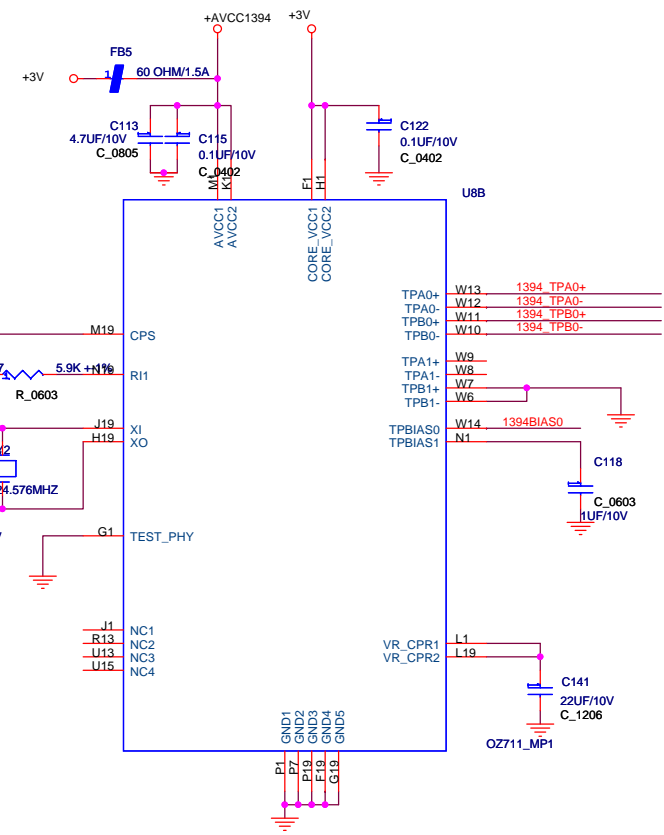 +AVCC1394
+3V
FB5
+3V
1
60 OHM/1.5A
C113
4.7UF/10V
C_0805
C115
0.1UF/10V
C_0402
C122
0.1UF/10V
C_0402
M1
K1
F1
H1
U8B
AVCC1
AVCC2
CORE_VCC1
CORE_VCC2
TPA0+
W13
1394_TPA0+
TPA0-
W12
1394_TPA0-
TPB0+
W11
1394_TPB0+
TPB0-
W10
1394_TPB0-
M19
CPS
TPA1+
W9
TPA1-
W8
TPB1+
W7
TPB1-
W6
1
5.9K +-1%
RI1
R_0603
J19
XI
H19
XO
24.576MHZ
TPBIAS0
W14
1394BIAS0
TPBIAS1
N1
C118
C_0603
1UF/10V
G1
TEST_PHY
J1
NC1
R13
NC2
U13
NC3
U15
NC4
VR_CPR1
L1
VR_CPR2
L19
C141
22UF/10V
C_1206
OZ711_MP1
GND1
GND2
GND3
GND4
GND5
P1
P7
P19
F19
G19